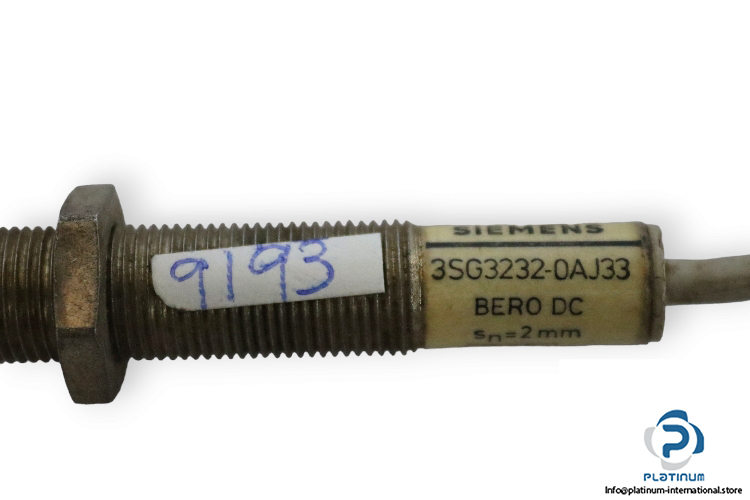 9193
SIEMENS
3SG3232-0AJ33
BERO DC
sn=2mm
PLATINUM
Info@platinum-international.store